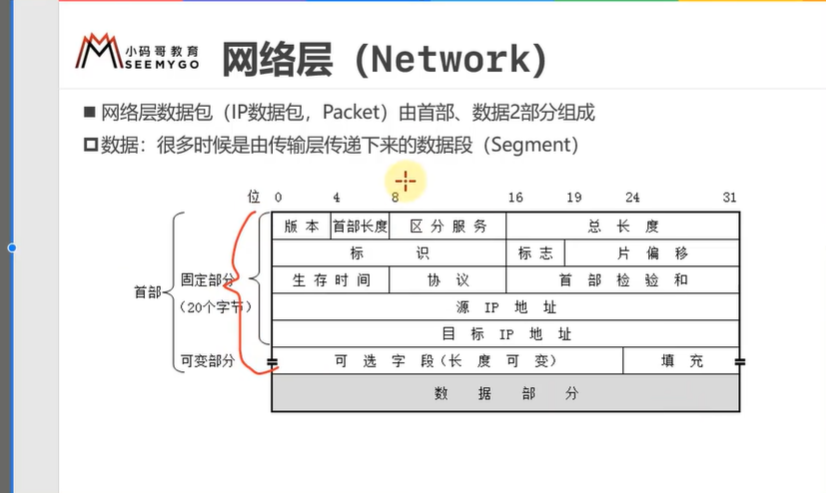 小码哥教育
SEEMYGO
网络层（Network）
网络层数据包（IP数据包，Packet）由首部、数据2部分组成
数据：很多时候是由传输层传递下来的数据段（Segment）
位 0 4 8 16 19 24 31
版本 首部长度 区分服务 总长度
标识 标志 片偏移
生存时间 协议 首部检验和
源IP地址
目标IP地址
可选字段(长度可变) 填充
数据部分
首部
固定部分
（20个字节）
可变部分